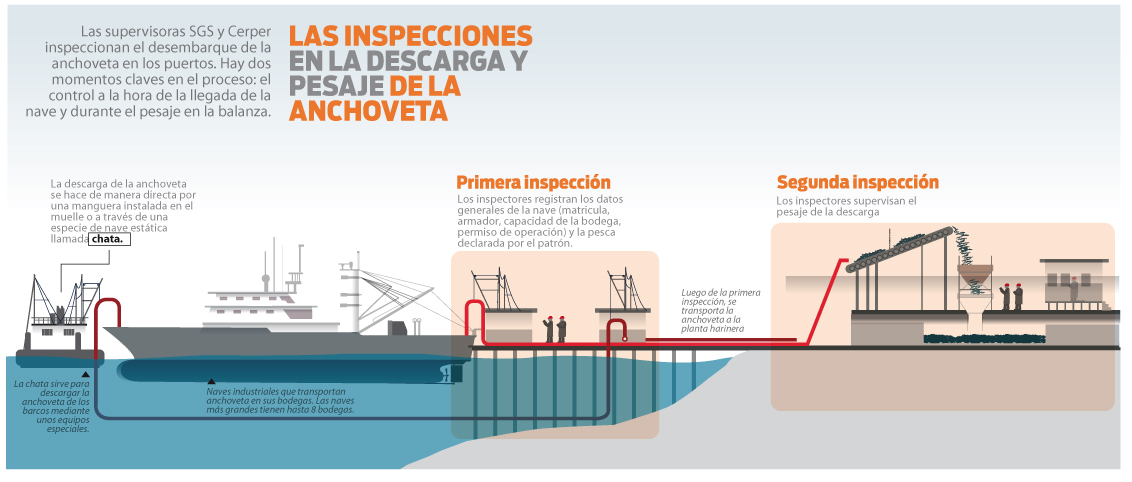 Las supervisoras SGS y Cerper
inspeccionan el desembarque de la
anchoveta en los puertos. Hay dos
momentos claves en el proceso: el
control a la hora de la llegada de la
nave y durante el pesaje en la balanza.
LAS INSPECCIONES
EN LA DESCARGA Y
PESAJE DE LA
ANCHOVETA
La descarga de la anchoveta
se hace de manera directa por
una manguera instalada en el
muelle o a través de una
especie de nave estática
llamada chata.
Primera inspección
Los inspectores registran los datos
generales de la nave (matricula,
armador, capacidad de la bodega,
permiso de operación) y la pesca
declarada por el patrón.
Segunda inspección
Los inspectores supervisan el
pesaje de la descarga
Luego de la primera
inspección, se
transporta la
anchoveta a la
planta harinera
La chata sirve para
descargar la
anchoveta de los
barcos mediante
unos equipos
especiales.
Naves industriales que transportan
anchoveta en sus bodegas. Las naves
más grandes tienen hasta 8 bodegas.